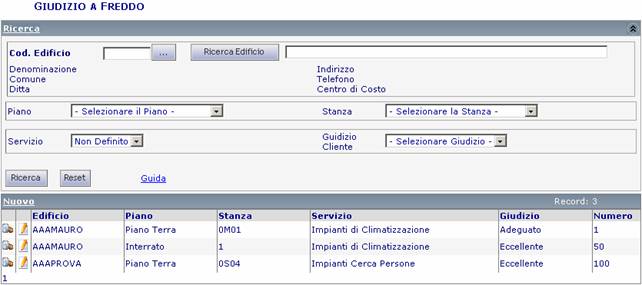 GIUDIZIO A FREDDO
Ricerca
Cod. Edificio ... Ricerca Edificio
Denominazione Indirizzo
Comune Telefono
Ditta Centro di Costo
Piano - Selezionare il Piano - Stanza - Selezionare la Stanza -
Servizio Non Definito Guidizio Cliente - Selezionare Giudizio -
Ricerca Reset Guida
Nuovo Record: 3
Edificio Piano Stanza Servizio Giudizio Numero
AAAMAURO Piano Terra 0M01 Impianti di Climatizzazione Adeguato 1
AAAMAURO Interrato 1 Impianti di Climatizzazione Eccellente 50
AAAPROVA Piano Terra 0S04 Impianti Cerca Persone Eccellente 100
1